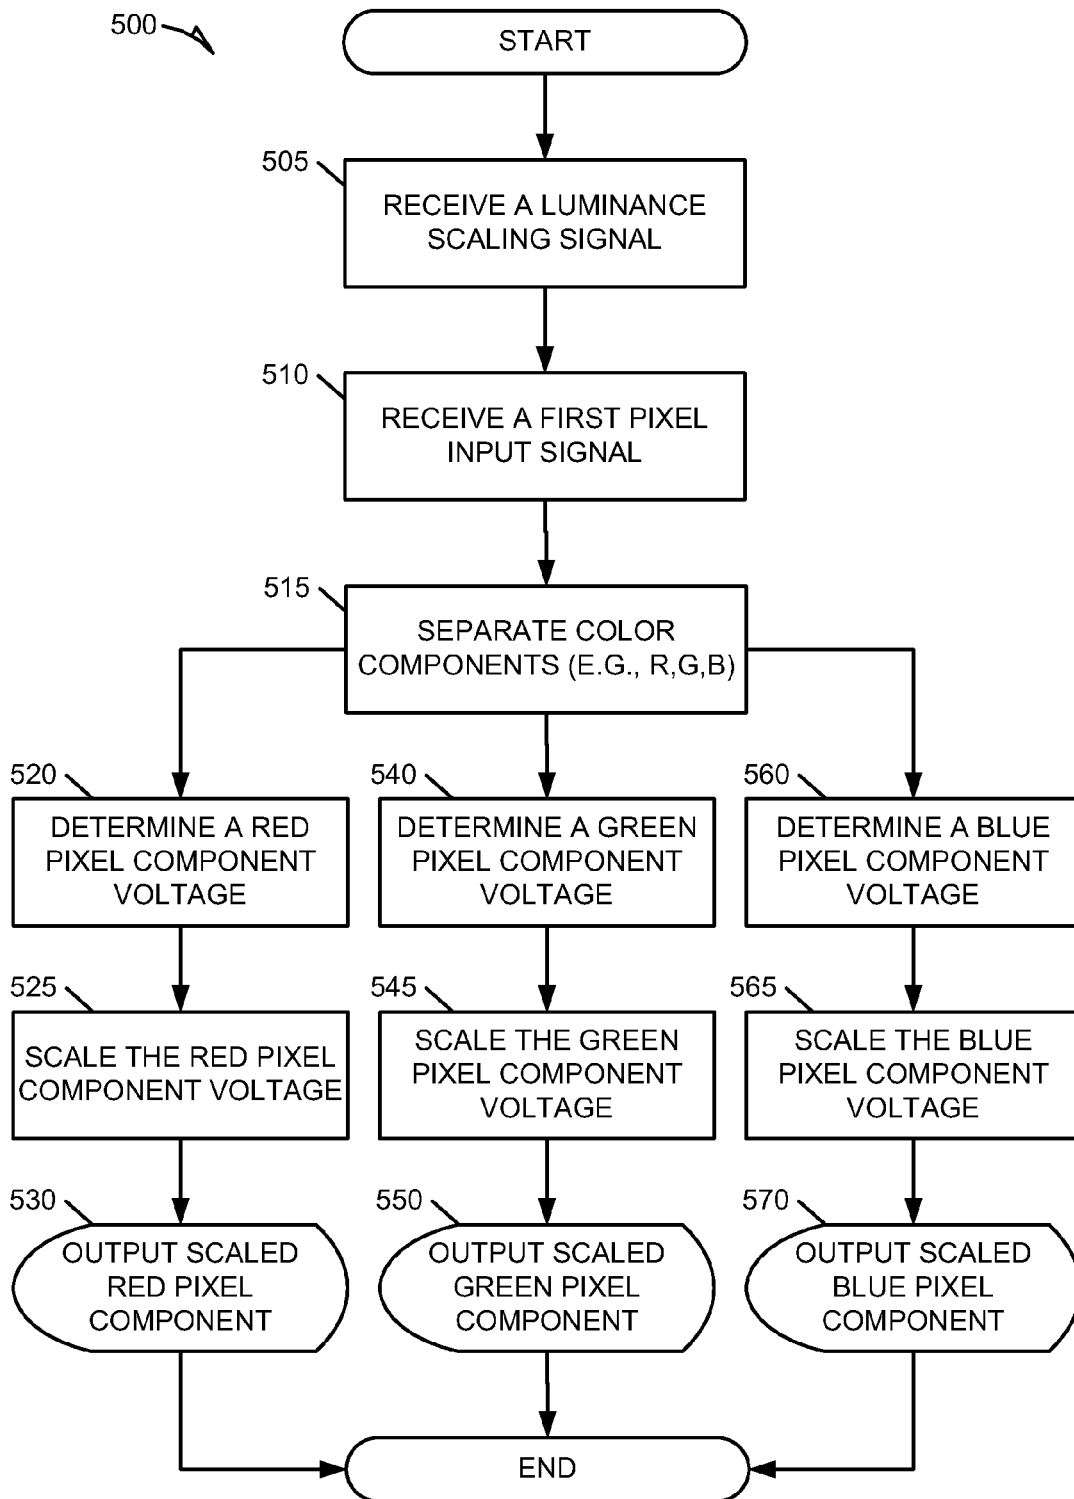 500
START
505
RECEIVE A LUMINANCE
SCALING SIGNAL
510
RECEIVE A FIRST PIXEL
INPUT SIGNAL
515
SEPARATE COLOR
COMPONENTS (E.G., R,G,B)
520
DETERMINE A RED
PIXEL COMPONENT
VOLTAGE
540
DETERMINE A GREEN
PIXEL COMPONENT
VOLTAGE
560
DETERMINE A BLUE
PIXEL COMPONENT
VOLTAGE
525
SCALE THE RED PIXEL
COMPONENT VOLTAGE
545
SCALE THE GREEN
PIXEL COMPONENT
VOLTAGE
565
SCALE THE BLUE
PIXEL COMPONENT
VOLTAGE
530
OUTPUT SCALED
RED PIXEL
COMPONENT
550
OUTPUT SCALED
GREEN PIXEL
COMPONENT
570
OUTPUT SCALED
BLUE PIXEL
COMPONENT
END